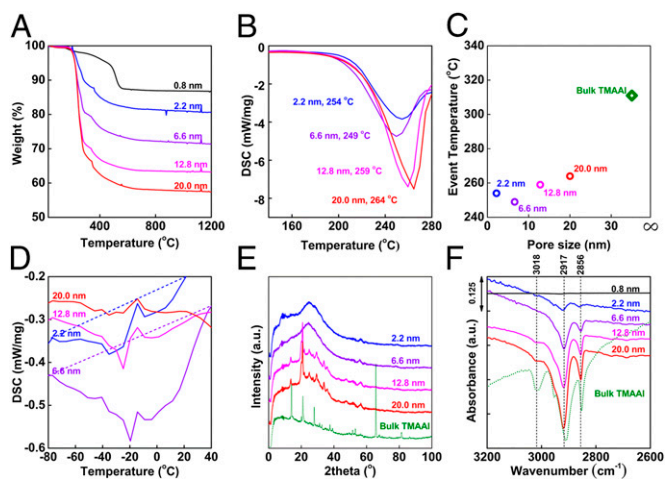 A
100
90
80
70
60
50
Weight (%)
0.8 nm
2.2 nm
6.6 nm
12.8 nm
20.0 nm
400
800
1200
Temperature (°C)
B
0
-2
-4
-6
-8
DSC (mW/mg)
2.2 nm, 254 °C
6.6 nm, 249 °C
12.8 nm, 259 °C
20.0 nm, 264 °C
160
200
240
280
Temperature (°C)
C
340
320
300
280
260
240
Event Temperature (°C)
Bulk TMAAI
20.0 nm
12.8 nm
2.2 nm
6.6 nm
0
10
20
30
∞
Pore size (nm)
D
-0.2
-0.3
-0.4
-0.5
-0.6
DSC (mW/mg)
20.0 nm
12.8 nm
2.2 nm
6.6 nm
-80
-60
-40
-20
0
20
40
Temperature (°C)
E
Intensity (a.u.)
2.2 nm
6.6 nm
12.8 nm
20.0 nm
Bulk TMAAI
0
20
40
60
80
100
2theta (°)
F
3018
2917
2856
0.125
Absorbance (a.u.)
0.8 nm
2.2 nm
6.6 nm
12.8 nm
20.0 nm
Bulk TMAAI
3200
3000
2800
2600
Wavenumber (cm⁻¹)